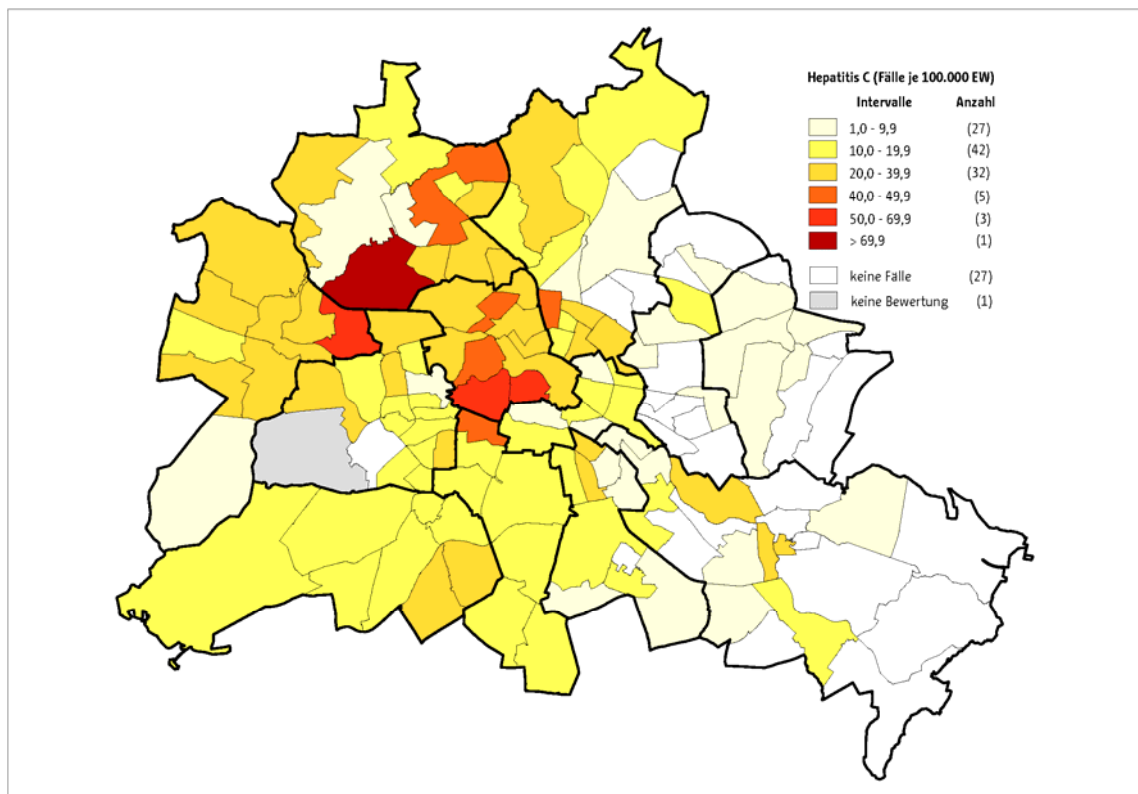 Hepatitis C (Fälle je 100.000 EW)
Intervalle Anzahl
1,0 - 9,9 (27)
10,0 - 19,9 (42)
20,0 - 39,9 (32)
40,0 - 49,9 (5)
50,0 - 69,9 (3)
> 69,9 (1)
keine Fälle (27)
keine Bewertung (1)